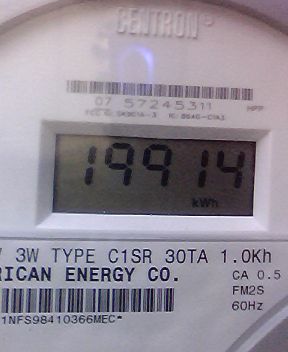 CENTRON®
07 57245311 HPP
19914
kWh
3W TYPE C1SR 30TA 1.0Kh
RICAN ENERGY CO.
CA 0.5
FM2S
60Hz
1NFS98410366MEC*